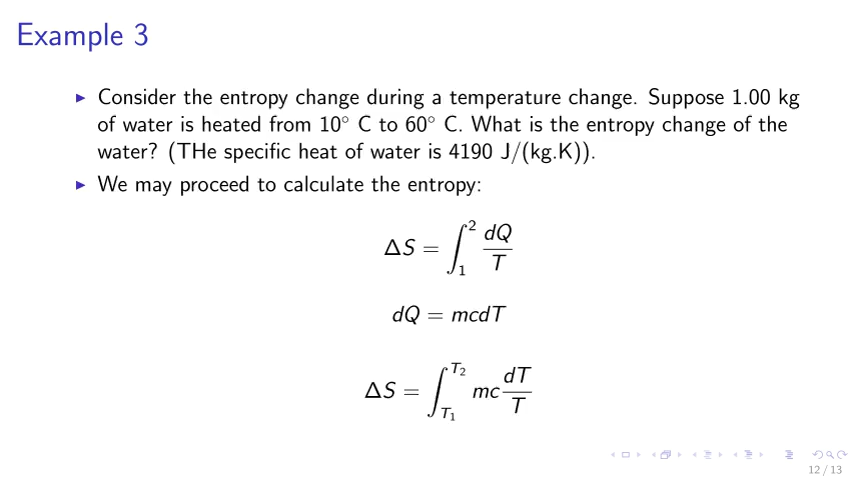 Example 3
▶ Consider the entropy change during a temperature change. Suppose 1.00 kg
of water is heated from 10° C to 60° C. What is the entropy change of the
water? (THe specific heat of water is 4190 J/(kg.K)).
▶ We may proceed to calculate the entropy:
ΔS = ∫₁² dQ/T
dQ = mcdT
ΔS = ∫_{T₁}^{T₂} mc dT/T
12 / 13